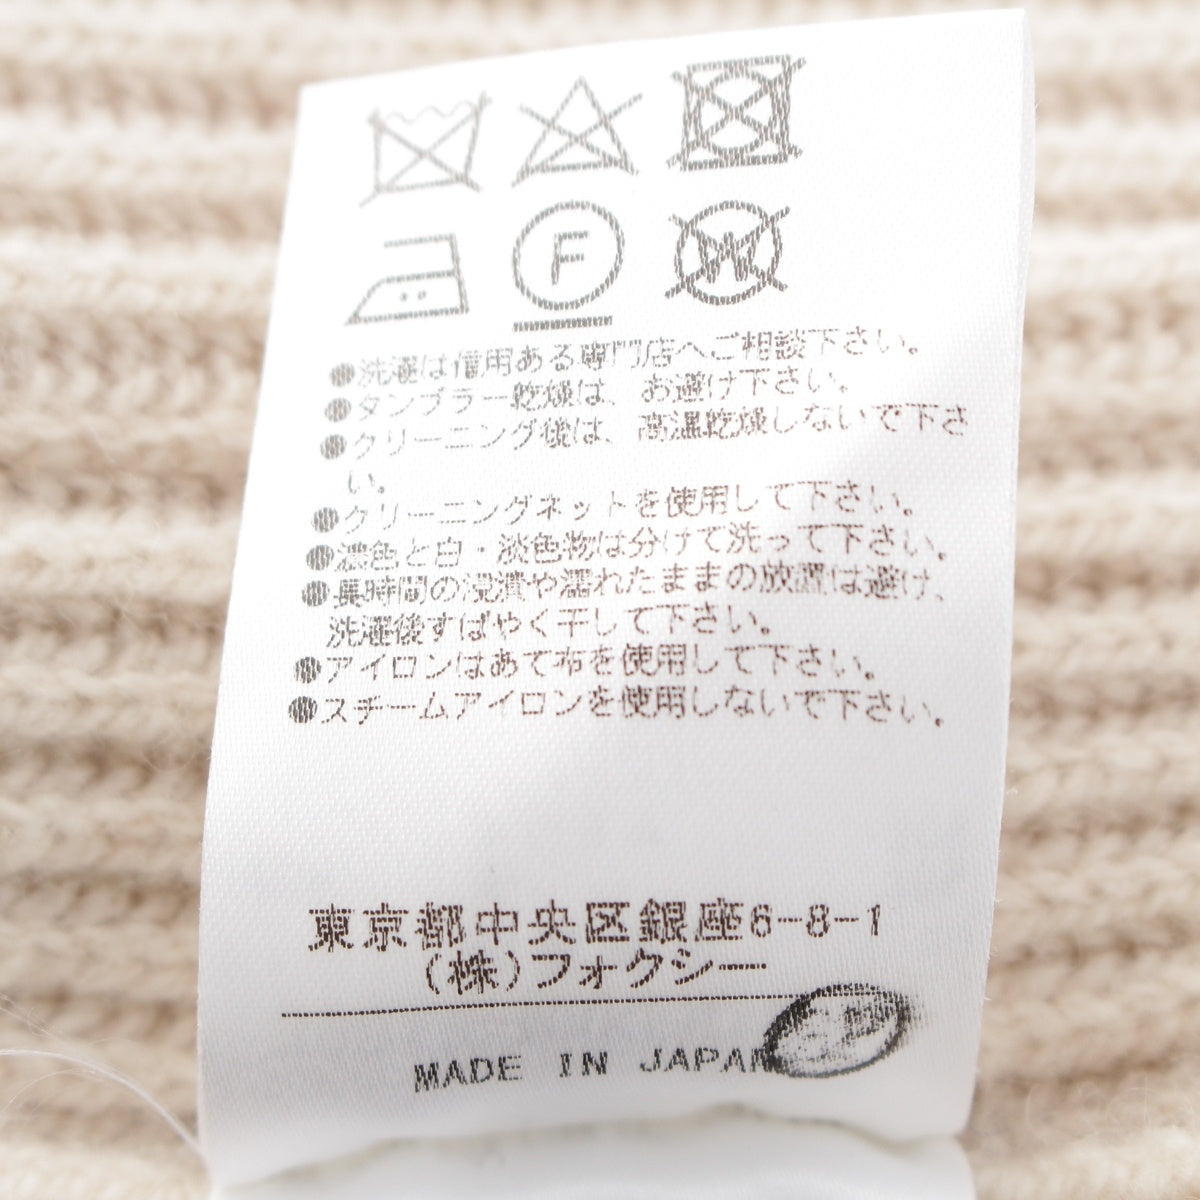 F W
●洗濯は信用ある専門店へご相談下さい。
●タンブラー乾燥は、お避け下さい。
●クリーニング後は、高温乾燥しないで下さ
い。
●クリーニングネットを使用して下さい。
●濃色と白・淡色物は分けて洗って下さい。
●長時間の浸漬や濡れたままの放置は避け、
洗濯後すばやく干して下さい。
●アイロンはあて布を使用して下さい。
●スチームアイロンを使用しないで下さい。
東京都中央区銀座6-8-1
(株)フォクシー
MADE IN JAPAN